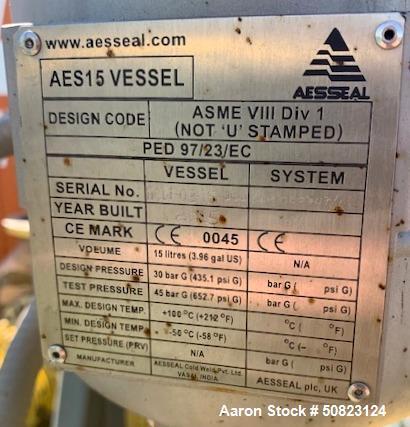 www.aesseal.com
AESSEAL
AES15 VESSEL
DESIGN CODE ASME VIII Div 1 (NOT 'U' STAMPED)
PED 97/23/EC
VESSEL SYSTEM
SERIAL No.
YEAR BUILT
CE MARK CE 0045 CE
VOLUME 15 litres (3.96 gal US) N/A
DESIGN PRESSURE 30 bar G (435.1 psi G) bar G ( psi G)
TEST PRESSURE 45 bar G (652.7 psi G) bar G ( psi G)
MAX. DESIGN TEMP. +100 °C (+212 °F) °C ( °F)
MIN. DESIGN TEMP. -50 °C (-58 °F) °C (- °F)
SET PRESSURE (PRV) N/A bar G ( psi G)
MANUFACTURER AESSEAL Cold Weld Pvt. Ltd. VASAI, INDIA AESSEAL plc, UK
Aaron Stock # 50823124